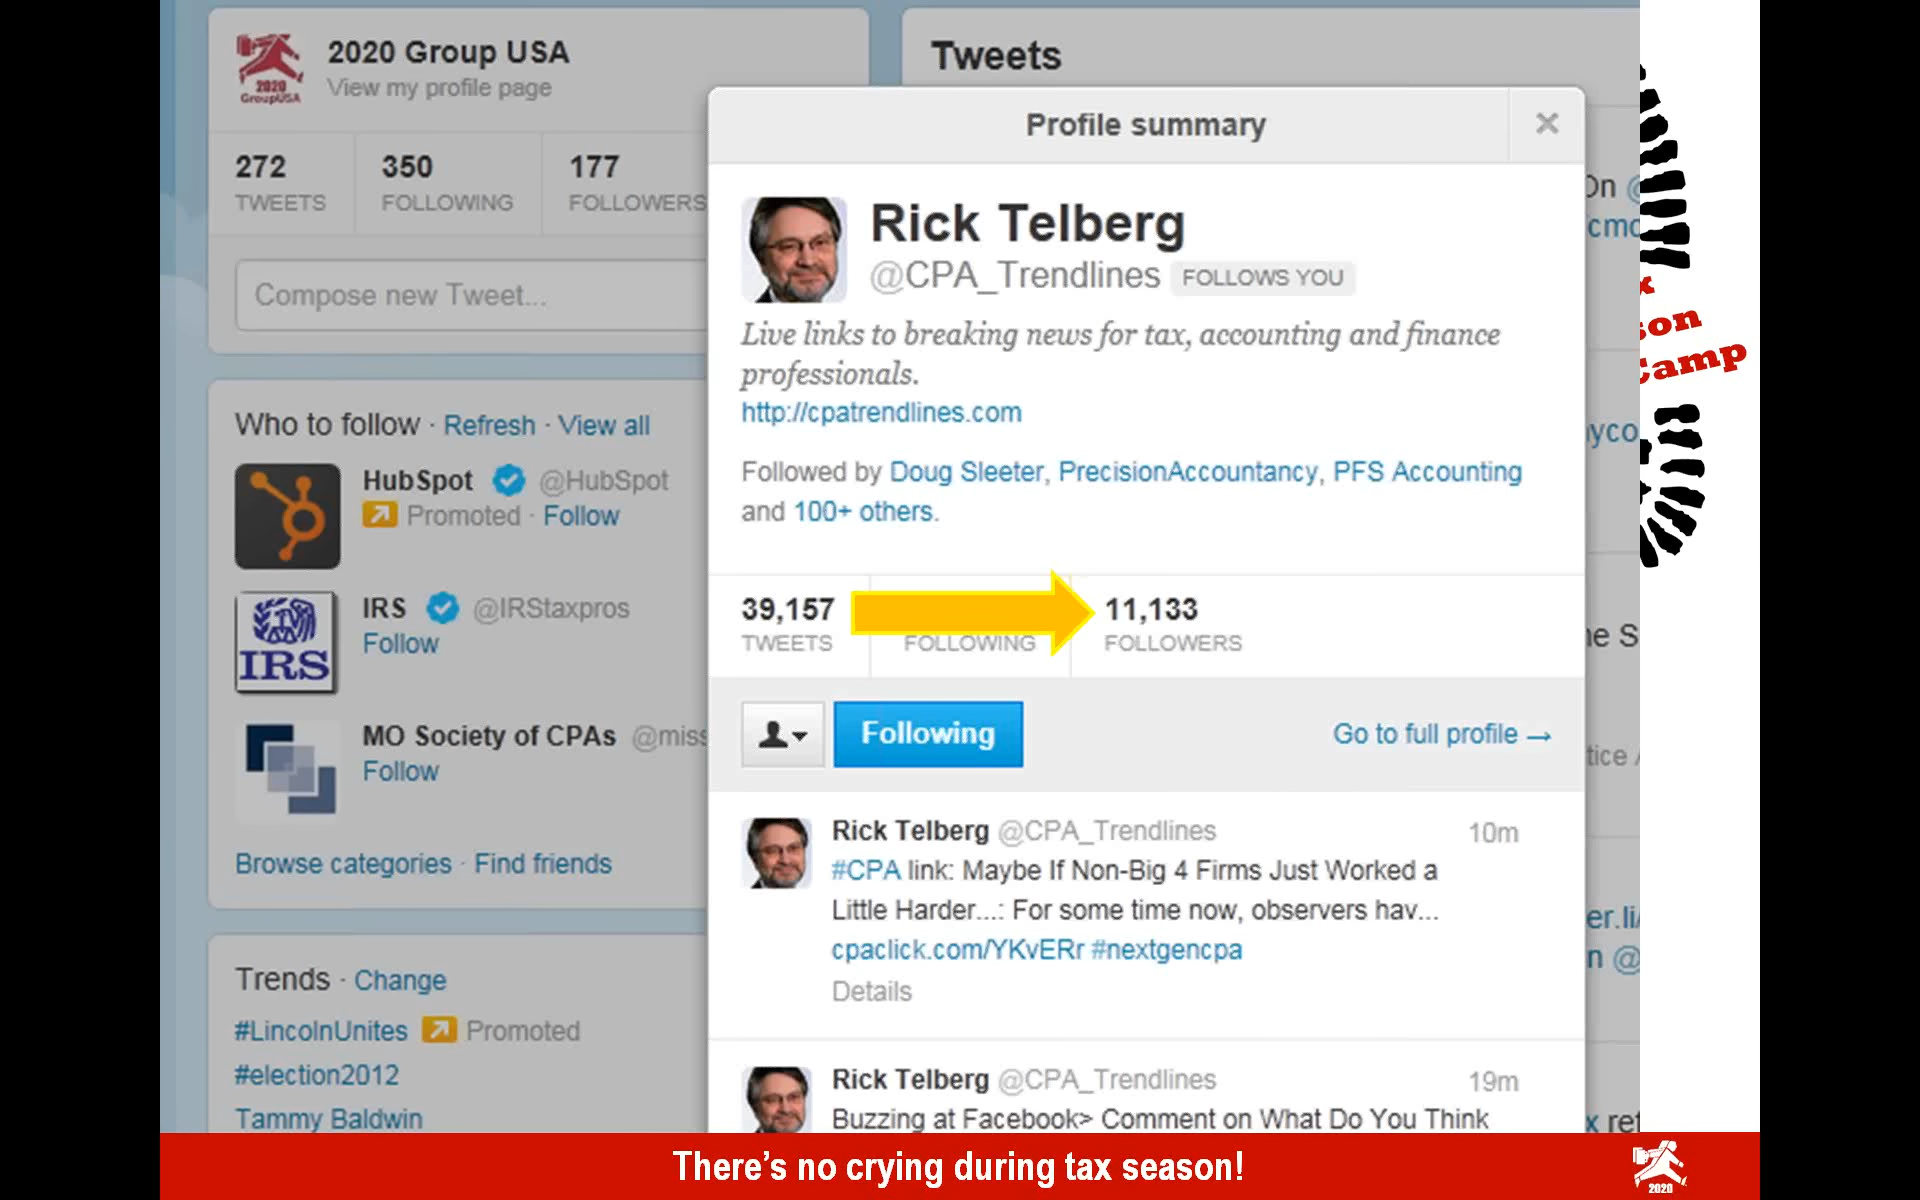 2020 Group USA
View my profile page
2020
GroupUSA
272
TWEETS
350
FOLLOWING
177
FOLLOWERS
Compose new Tweet...
Who to follow · Refresh · View all
HubSpot @HubSpot
Promoted · Follow
IRS @IRStaxpros
Follow
IRS
MO Society of CPAs @miss
Follow
Browse categories · Find friends
Trends · Change
#LincolnUnites Promoted
#election2012
Tammy Baldwin
Tweets
Profile summary
Rick Telberg
@CPA_Trendlines FOLLOWS YOU
Live links to breaking news for tax, accounting and finance
professionals.
http://cpatrendlines.com
Followed by Doug Sleeter, PrecisionAccountancy, PFS Accounting
and 100+ others.
39,157
TWEETS
FOLLOWING
11,133
FOLLOWERS
Following
Go to full profile →
Rick Telberg @CPA_Trendlines 10m
#CPA link: Maybe If Non-Big 4 Firms Just Worked a
Little Harder...: For some time now, observers hav...
cpaclick.com/YKvERr #nextgencpa
Details
Rick Telberg @CPA_Trendlines 19m
Buzzing at Facebook> Comment on What Do You Think
On @
Camp
There's no crying during tax season!
2020